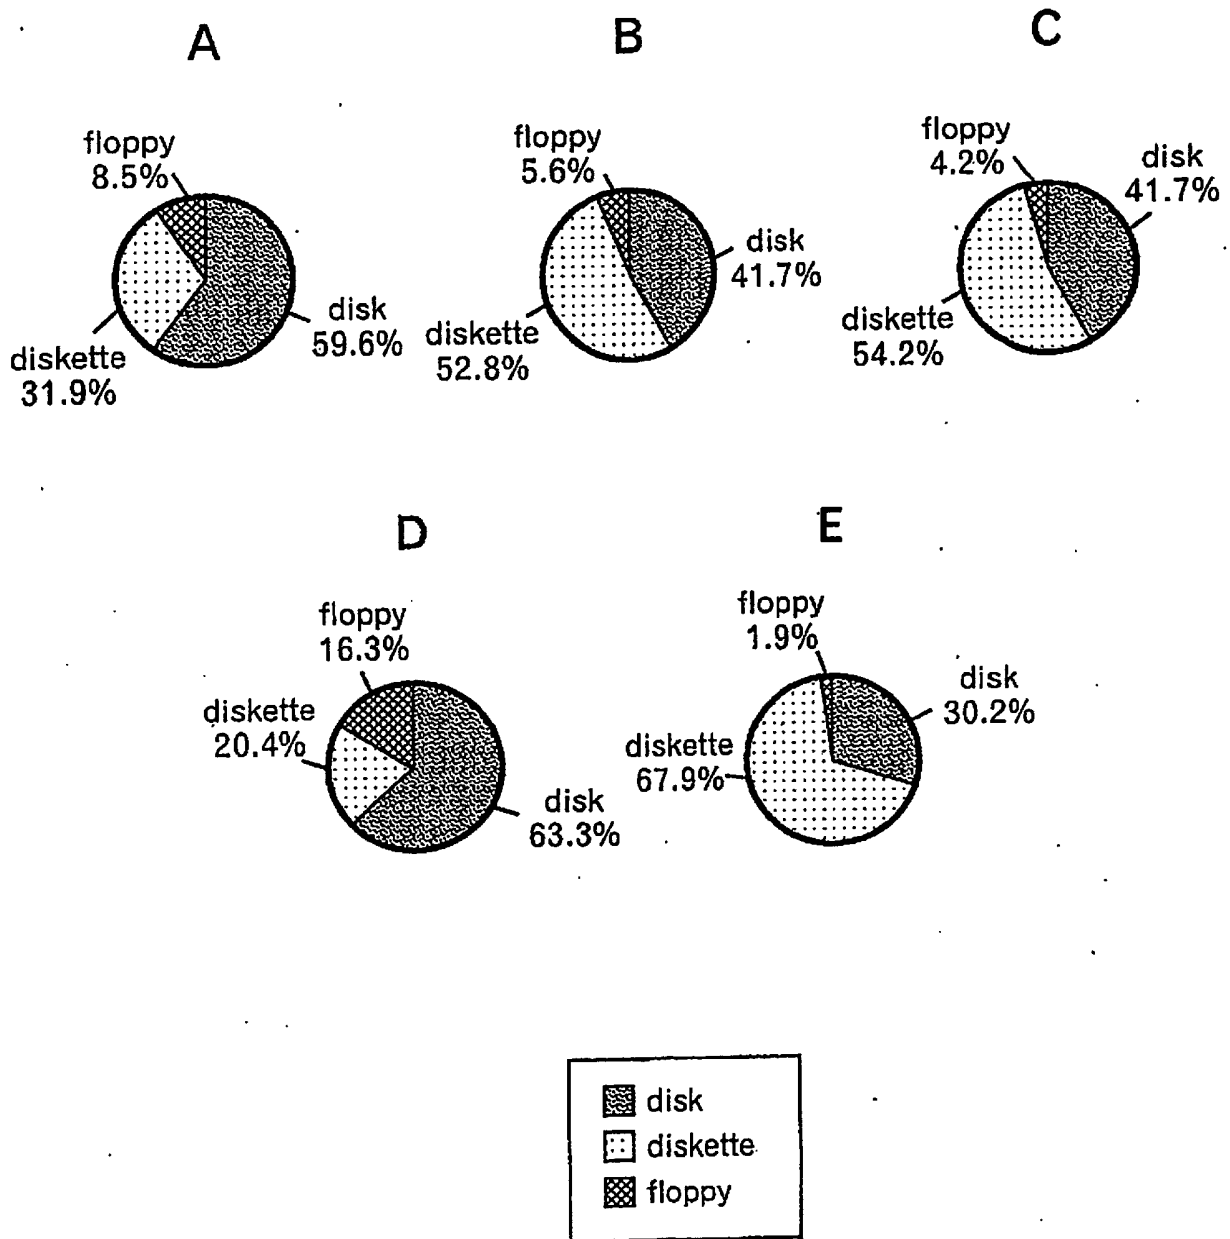 A
floppy
8.5%
disk
59.6%
diskette
31.9%
B
floppy
5.6%
disk
41.7%
diskette
52.8%
C
floppy
4.2%
disk
41.7%
diskette
54.2%
D
floppy
16.3%
diskette
20.4%
disk
63.3%
E
floppy
1.9%
disk
30.2%
diskette
67.9%
disk
diskette
floppy